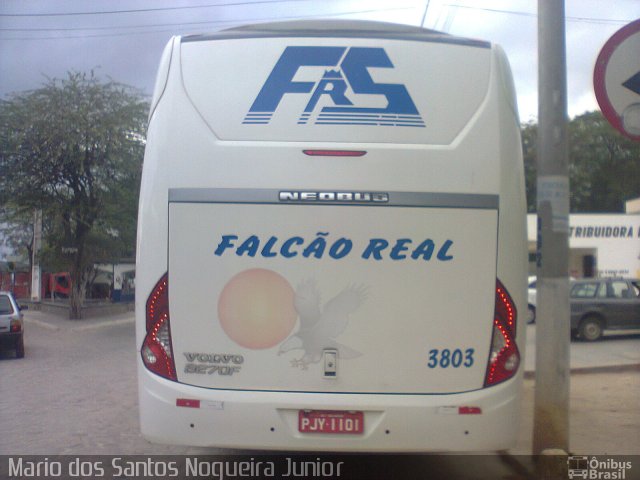 FRS
NEOBUS
FALCÃO REAL
VOLVO
B270F
3803
PJY-1101
TRIBUIDORA
Mario dos Santos Nogueira Junior
Ônibus
Brasil